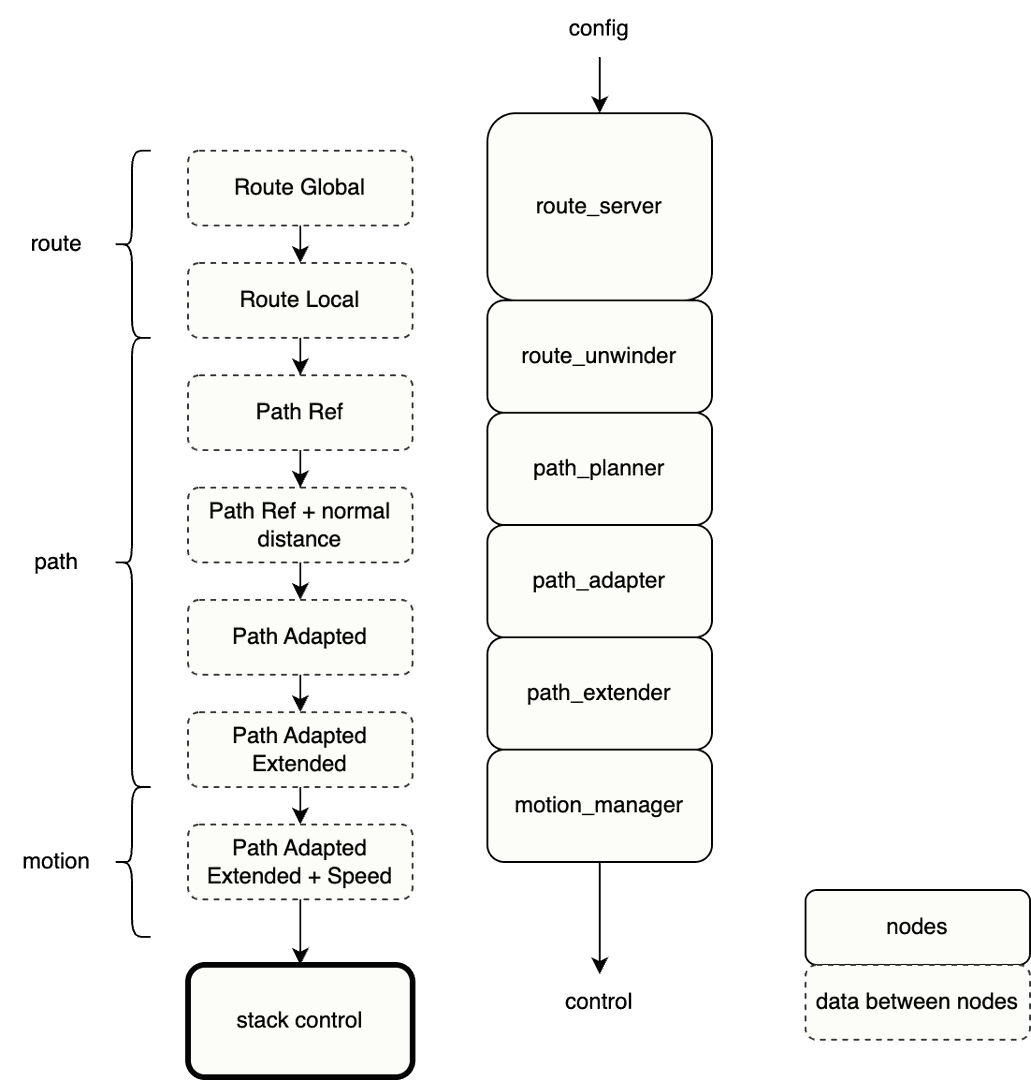 config
route
Route Global
Route Local
path
Path Ref
Path Ref + normal
distance
Path Adapted
Path Adapted
Extended
motion
Path Adapted
Extended + Speed
stack control
route_server
route_unwinder
path_planner
path_adapter
path_extender
motion_manager
control
nodes
data between nodes